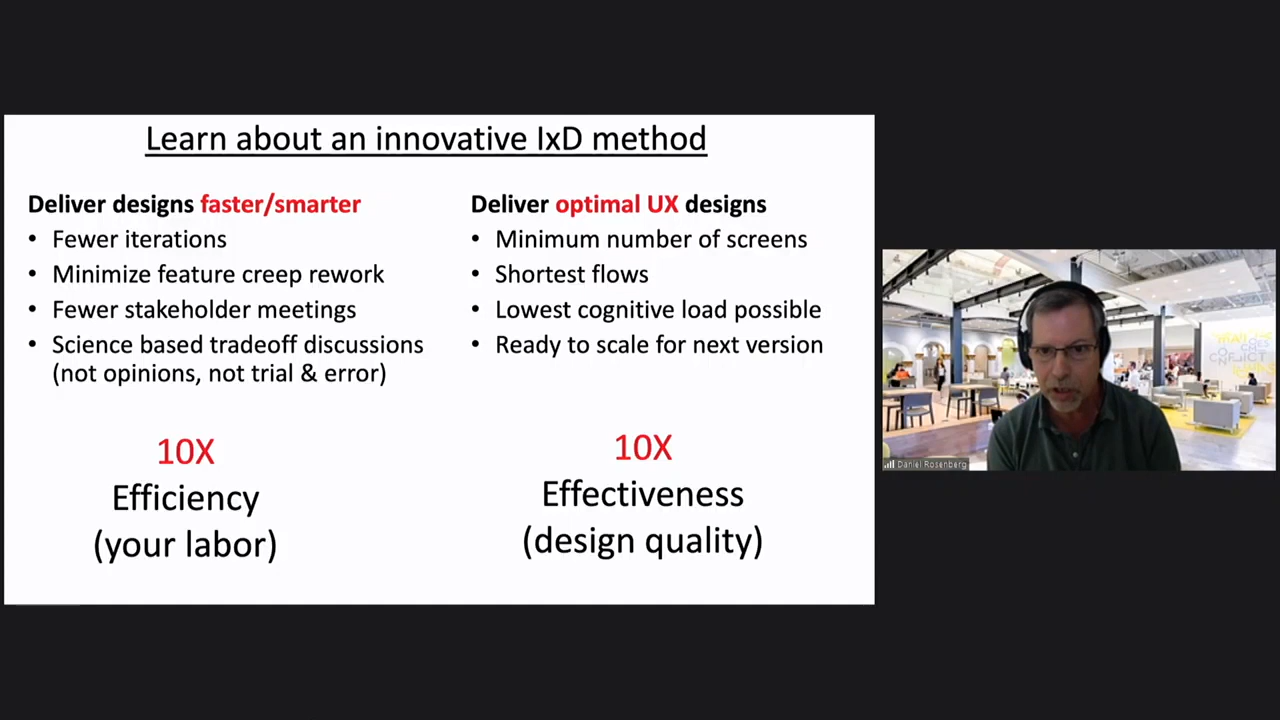 Learn about an innovative IxD method
Deliver designs faster/smarter
• Fewer iterations
• Minimize feature creep rework
• Fewer stakeholder meetings
• Science based tradeoff discussions
(not opinions, not trial & error)
10X
Efficiency
(your labor)
Deliver optimal UX designs
• Minimum number of screens
• Shortest flows
• Lowest cognitive load possible
• Ready to scale for next version
10X
Effectiveness
(design quality)
Daniel Rosenberg